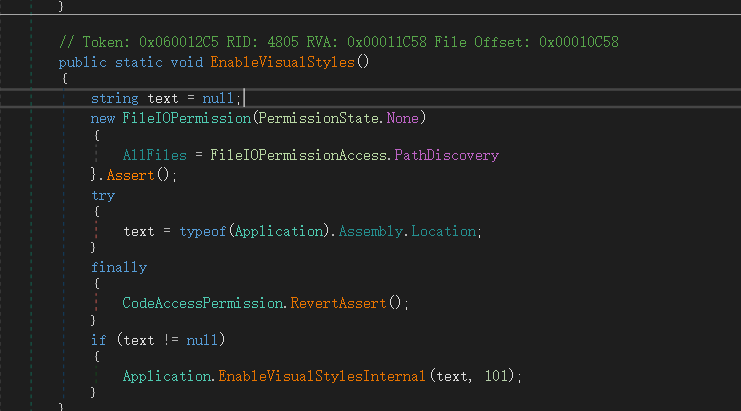 }
// Token: 0x060012C5 RID: 4805 RVA: 0x00011C58 File Offset: 0x00010C58
public static void EnableVisualStyles()
{
string text = null;
new FileIOPermission(PermissionState.None)
{
AllFiles = FileIOPermissionAccess.PathDiscovery
}.Assert();
try
{
text = typeof(Application).Assembly.Location;
}
finally
{
CodeAccessPermission.RevertAssert();
}
if (text != null)
{
Application.EnableVisualStylesInternal(text, 101);
}
}